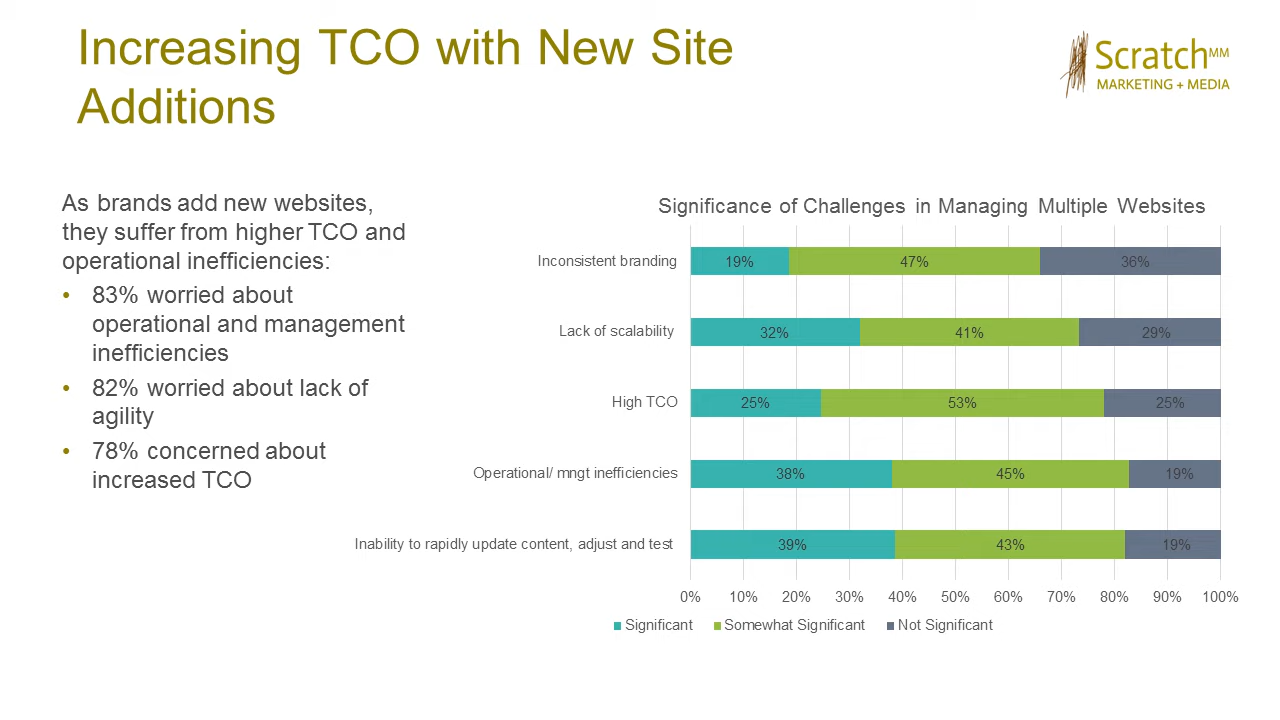 Increasing TCO with New Site
Additions
Scratch MM
MARKETING + MEDIA
As brands add new websites,
they suffer from higher TCO and
operational inefficiencies:
• 83% worried about
operational and management
inefficiencies
• 82% worried about lack of
agility
• 78% concerned about
increased TCO
Significance of Challenges in Managing Multiple Websites
Inconsistent branding 19% 47% 36%
Lack of scalability 32% 41% 29%
High TCO 25% 53% 25%
Operational/ mngt inefficiencies 38% 45% 19%
Inability to rapidly update content, adjust and test 39% 43% 19%
0% 10% 20% 30% 40% 50% 60% 70% 80% 90% 100%
Significant Somewhat Significant Not Significant